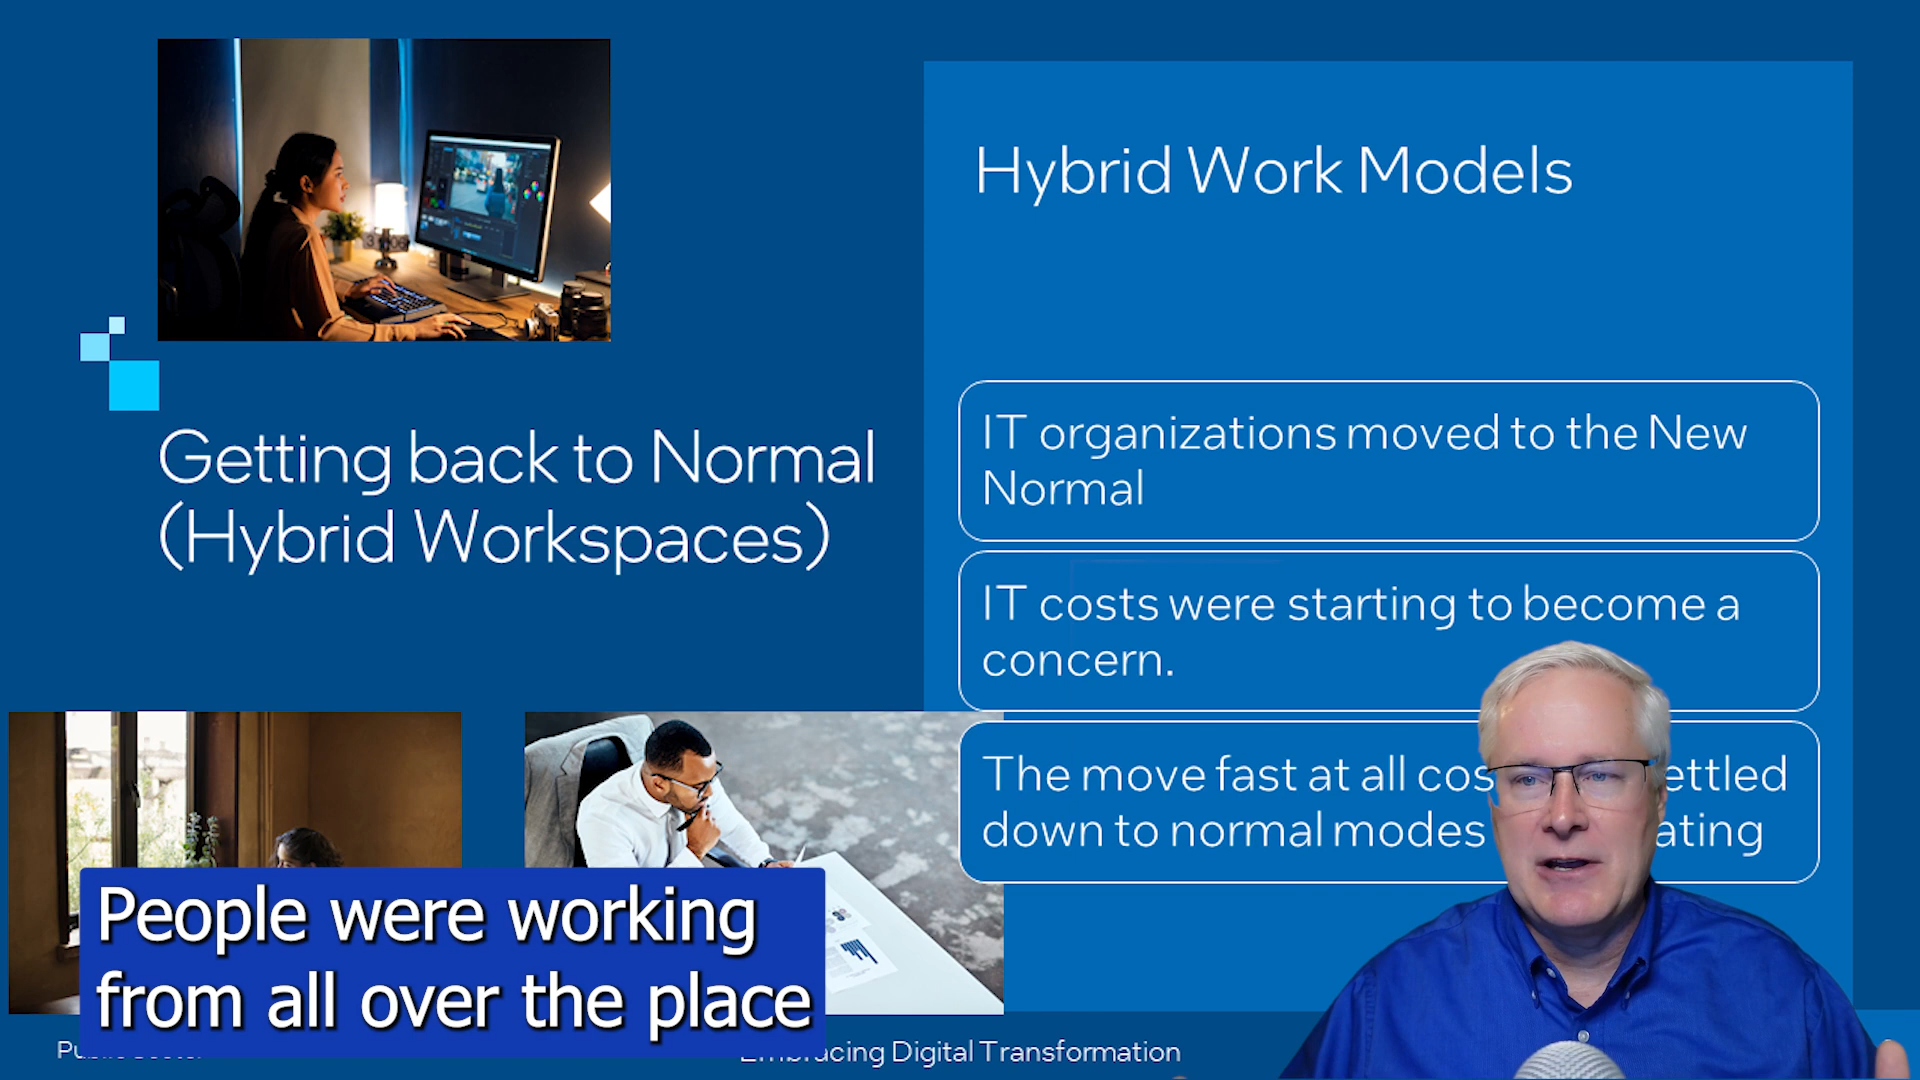 Getting back to Normal
(Hybrid Workspaces)
Hybrid Work Models
IT organizations moved to the New
Normal
IT costs were starting to become a
concern.
The move fast at all
down to normal modes
People were working
from all over the place
Digital Transformation